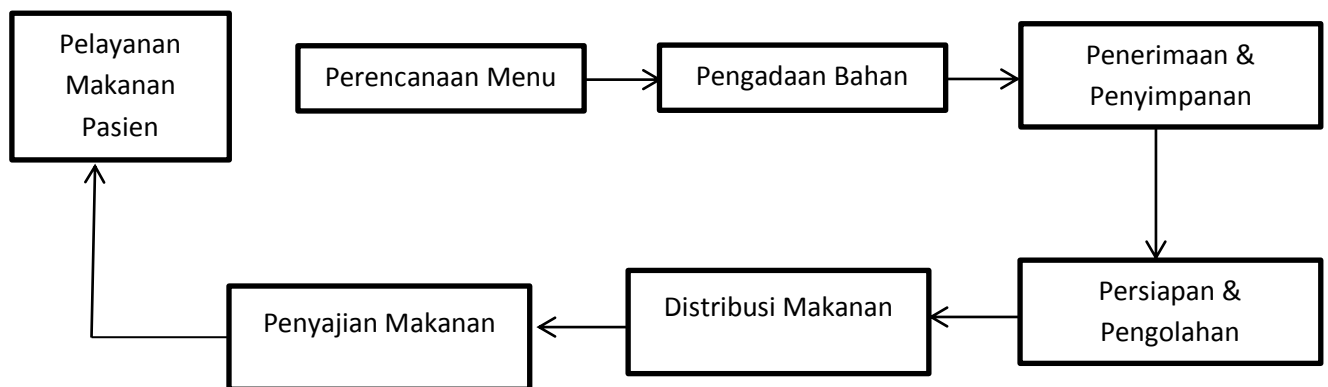 Pelayanan
Makanan
Pasien
Perencanaan Menu
Pengadaan Bahan
Penerimaan &
Penyimpanan
Persiapan &
Pengolahan
Distribusi Makanan
Penyajian Makanan